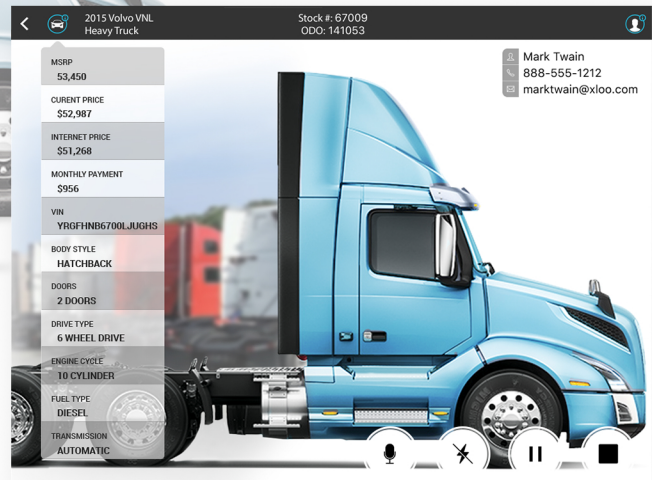 2015 Volvo VNL
Heavy Truck
Stock #: 67009
ODO: 141053
Mark Twain
888-555-1212
marktwain@xloo.com
MSRP
53,450
CURENT PRICE
$52,987
INTERNET PRICE
$51,268
MONTHLY PAYMENT
$956
VIN
YRGFHNB6700LJUGHS
BODY STYLE
HATCHBACK
DOORS
2 DOORS
DRIVE TYPE
6 WHEEL DRIVE
ENGINE CYCLE
10 CYLINDER
FUEL TYPE
DIESEL
TRANSMISSION
AUTOMATIC